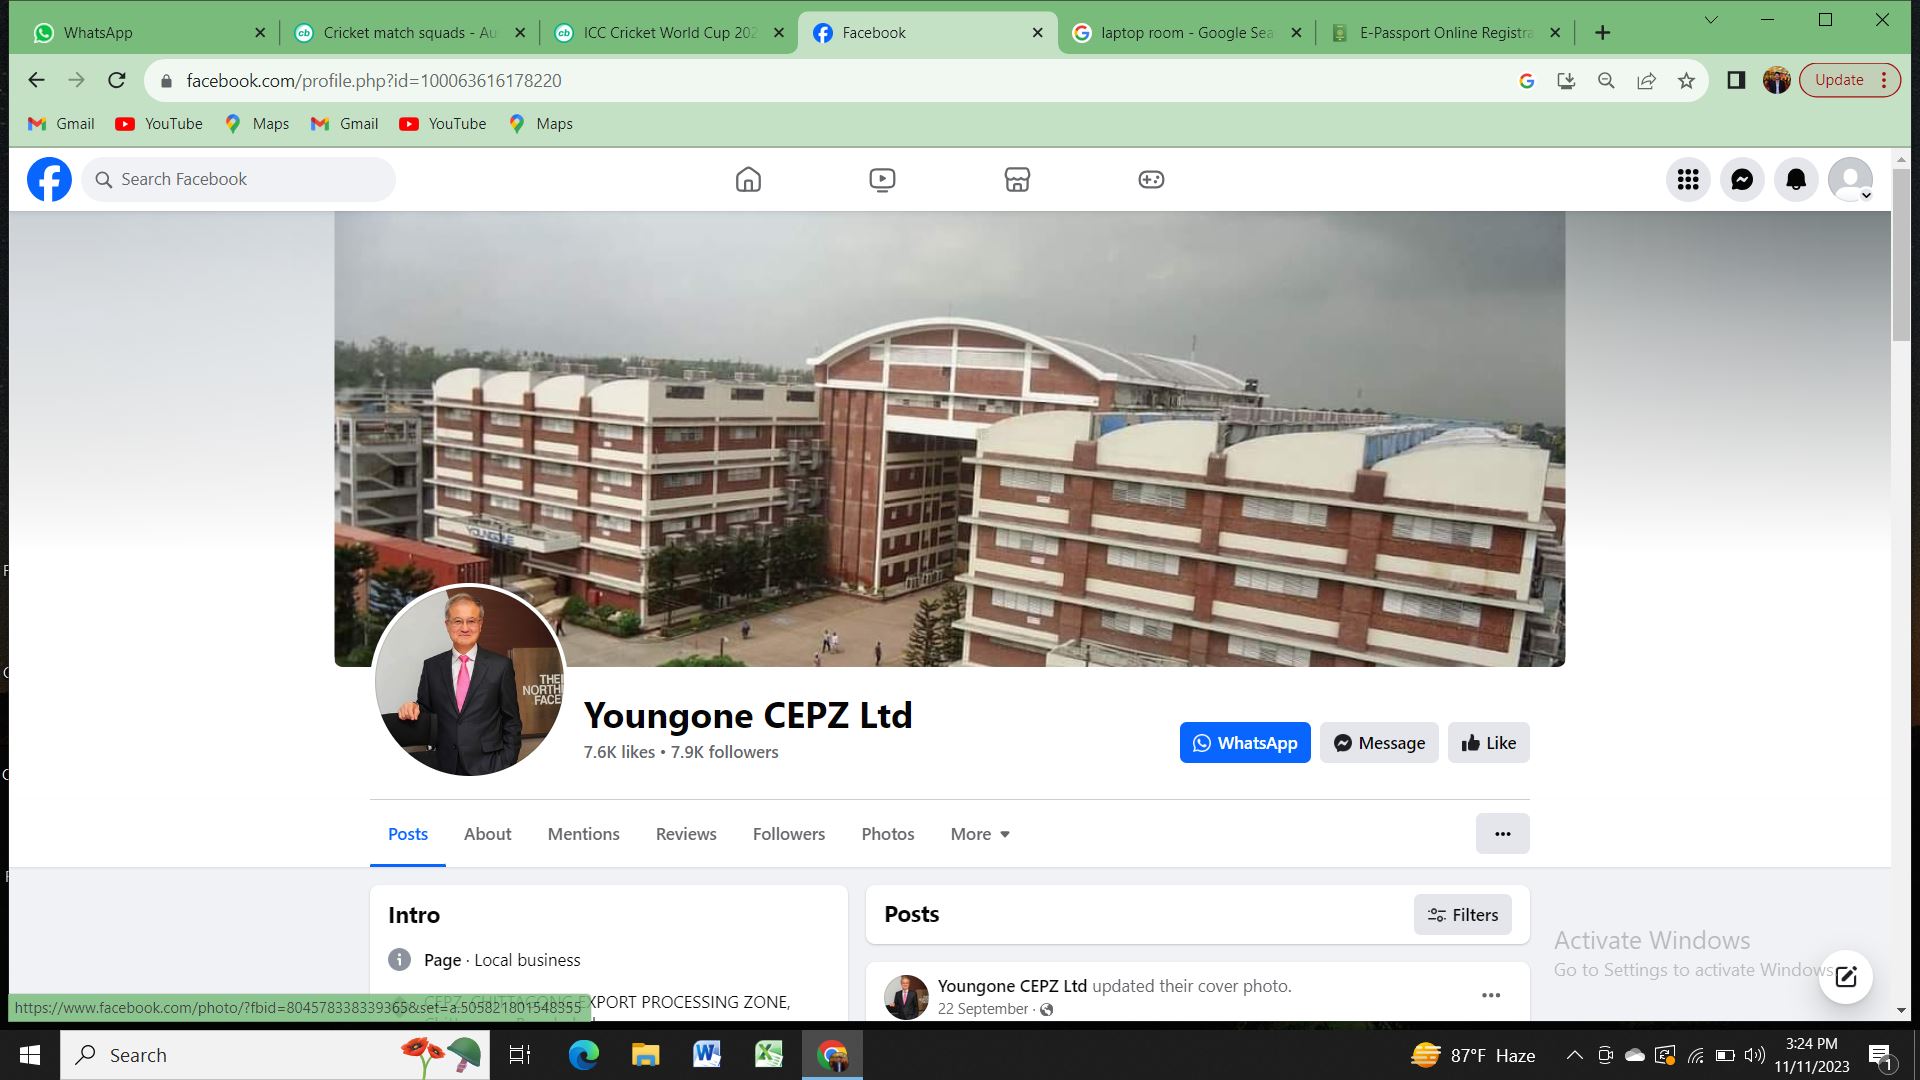 WhatsApp
Cricket match squads - Au
ICC Cricket World Cup 202
Facebook
laptop room - Google Sea
E-Passport Online Registra
facebook.com/profile.php?id=100063616178220
Update
Gmail
YouTube
Maps
Gmail
YouTube
Maps
Search Facebook
YOUNGONE
THE
NORTH
FACE
Youngone CEPZ Ltd
7.6K likes • 7.9K followers
WhatsApp
Message
Like
Posts
About
Mentions
Reviews
Followers
Photos
More
Intro
Page · Local business
CEPZ, CHITTAGONG EXPORT PROCESSING ZONE,
Posts
Filters
Youngone CEPZ Ltd updated their cover photo.
22 September ·
Activate Windows
Go to Settings to activate Windows
https://www.facebook.com/photo/?fbid=804578338339365&set=a.505821801548355
Search
87°F Haze
3:24 PM
11/11/2023
1